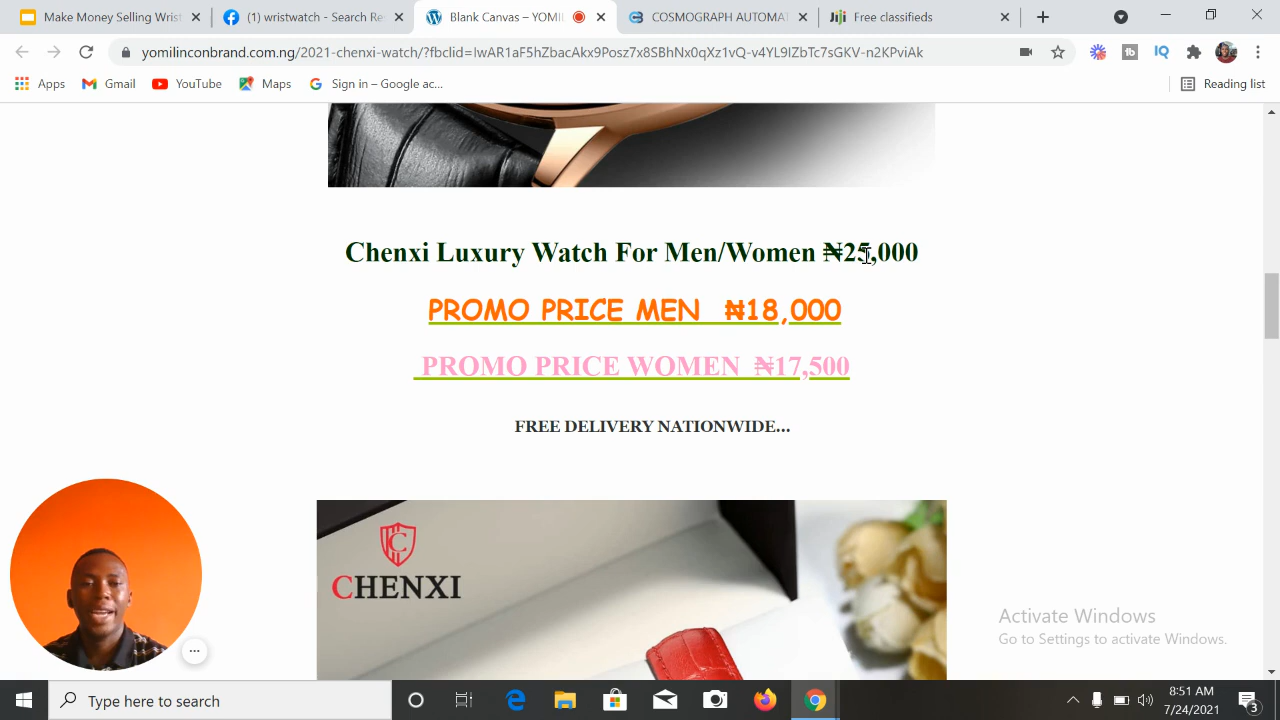 Make Money Selling Wrist
(1) wristwatch - Search Re
Blank Canvas – YOMIL
COSMOGRAPH AUTOMAT
Free classifieds
yomilinconbrand.com.ng/2021-chenxi-watch/?fbclid=IwAR1aF5hZbacAkx9Posz7x8SBhNx0qXz1vQ-v4YL9IZbTc7sGKV-n2KPviAk
Apps
Gmail
YouTube
Maps
Sign in – Google ac...
Reading list
Chenxi Luxury Watch For Men/Women ₦25,000
PROMO PRICE MEN ₦18,000
PROMO PRICE WOMEN ₦17,500
FREE DELIVERY NATIONWIDE...
CHENXI
Activate Windows
Go to Settings to activate Windows.
Type here to search
8:51 AM
7/24/2021
3